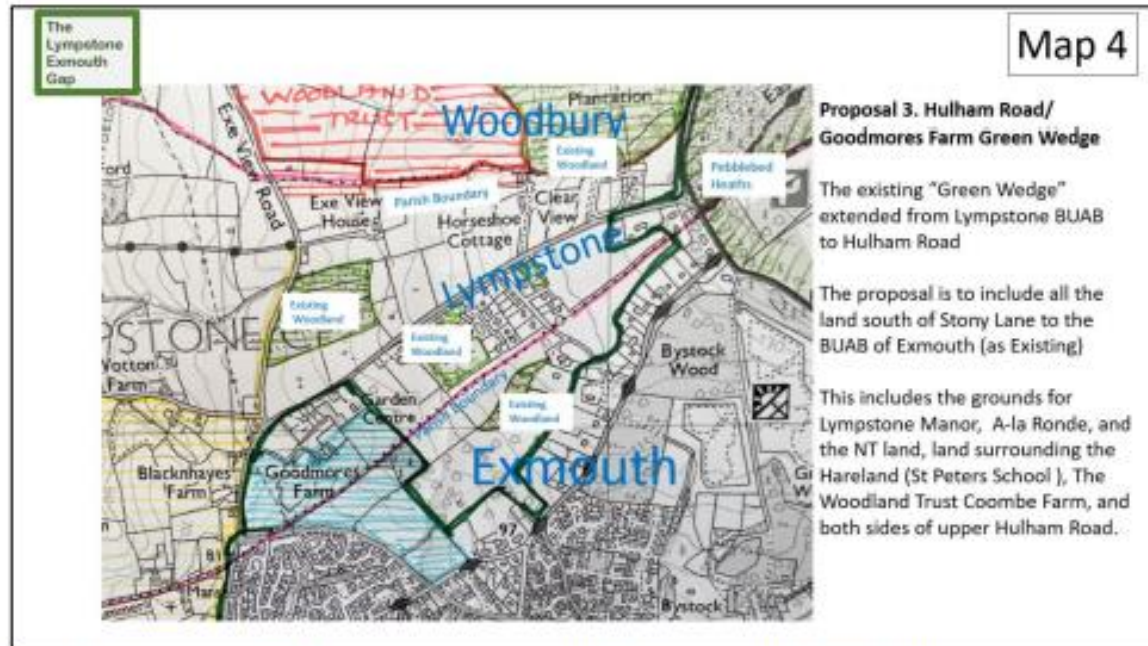 The
Lympstone
Exmouth
Gap
Map 4
WOODLAND
TRUST
Woodbury
Plantation
Existing
Woodland
Pebblebed
Heaths
Exe View Road
Parish Boundary
Exe View
House
Horseshoe
Cottage
Clear
View
Lympstone
Existing
Woodland
Existing
Woodland
Existing
Woodland
PSTONE
Wotton
Farm
Garden
Centre
Parish Boundary
Bystock
Wood
Blacknhayes
Farm
Goodmores
Farm
Exmouth
97
Bystock
Proposal 3. Hulham Road/
Goodmores Farm Green Wedge
The existing "Green Wedge"
extended from Lympstone BUAB
to Hulham Road
The proposal is to include all the
land south of Stony Lane to the
BUAB of Exmouth (as Existing)
This includes the grounds for
Lympstone Manor, A-la Ronde, and
the NT land, land surrounding the
Hareland (St Peters School ), The
Woodland Trust Coombe Farm, and
both sides of upper Hulham Road.